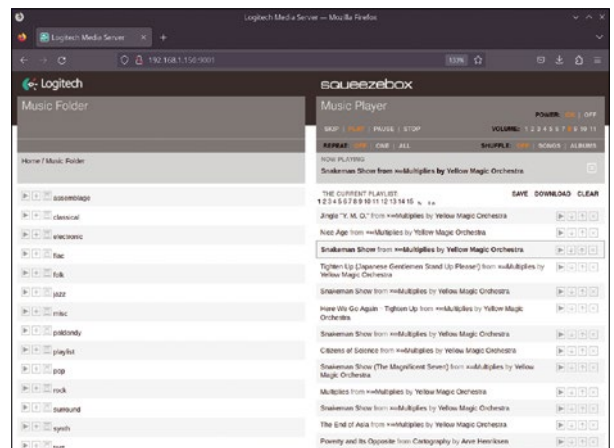 Logitech Media Server — Mozilla Firefox
Logitech Media Server × +
192.168.1.150:9001
133%
Logitech
squeezebox
Music Folder
Music Player
POWER: ON | OFF
SKIP | PLAY | PAUSE | STOP
VOLUME: 1 2 3 4 5 6 7 8 9 10 11
REPEAT: OFF | ONE | ALL
SHUFFLE: OFF | SONGS | ALBUMS
Home / Music Folder
NOW PLAYING
Snakeman Show from ×∞Multiplies by Yellow Magic Orchestra
THE CURRENT PLAYLIST:
SAVE DOWNLOAD CLEAR
1 2 3 4 5 6 7 8 9 10 11 12 13 14 15
assemblage
classical
electronic
flac
folk
jazz
misc
poldandy
playlist
pop
rock
surround
synth
Jingle "Y. M. O." from ×∞Multiplies by Yellow Magic Orchestra
Nice Age from ×∞Multiplies by Yellow Magic Orchestra
Snakeman Show from ×∞Multiplies by Yellow Magic Orchestra
Tighten Up (Japanese Gentlemen Stand Up Please!) from ×∞Multiplies by
Yellow Magic Orchestra
Snakeman Show from ×∞Multiplies by Yellow Magic Orchestra
Here We Go Again - Tighten Up from ×∞Multiplies by Yellow Magic
Orchestra
Snakeman Show from ×∞Multiplies by Yellow Magic Orchestra
Citizens of Science from ×∞Multiplies by Yellow Magic Orchestra
Snakeman Show (The Magnificent Seven) from ×∞Multiplies by Yellow
Magic Orchestra
Multiplies from ×∞Multiplies by Yellow Magic Orchestra
Snakeman Show from ×∞Multiplies by Yellow Magic Orchestra
The End of Asia from ×∞Multiplies by Yellow Magic Orchestra
Poverty and Its Opposite from Cartography by Arve Henriksen